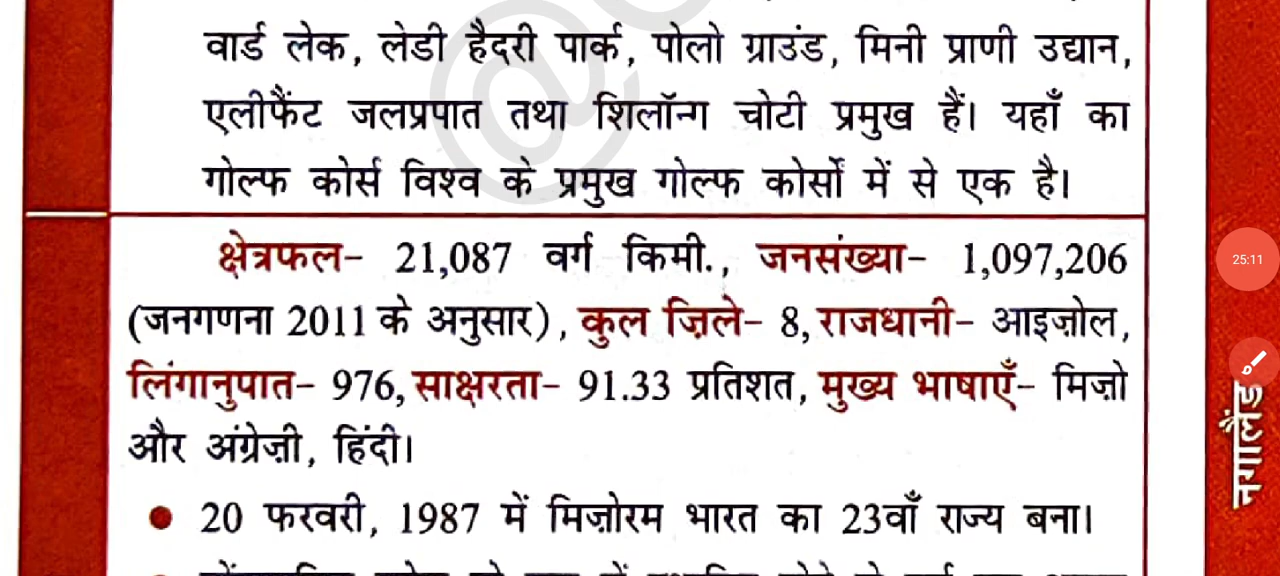 वार्ड लेक, लेडी हैदरी पार्क, पोलो ग्राउंड, मिनी प्राणी उद्यान,
एलीफैंट जलप्रपात तथा शिलॉन्ग चोटी प्रमुख हैं। यहाँ का
गोल्फ कोर्स विश्व के प्रमुख गोल्फ कोर्सों में से एक है।
क्षेत्रफल– 21,087 वर्ग किमी., जनसंख्या– 1,097,206
(जनगणना 2011 के अनुसार), कुल ज़िले– 8, राजधानी– आइज़ोल,
लिंगानुपात– 976, साक्षरता– 91.33 प्रतिशत, मुख्य भाषाएँ– मिज़ो
और अंग्रेज़ी, हिंदी।
• 20 फरवरी, 1987 में मिज़ोरम भारत का 23वाँ राज्य बना।
25:11
नगालैंड